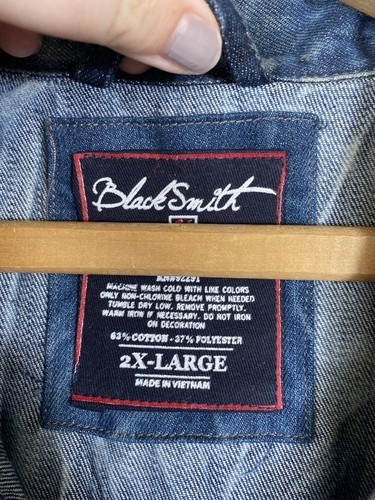 BlackSmith
MACHINE WASH COLD WITH LIKE COLORS
ONLY NON-CHLORINE BLEACH WHEN NEEDED
TUMBLE DRY LOW. REMOVE PROMPTLY.
WARM IRON IF NECESSARY. DO NOT IRON
ON DECORATION
63% COTTON - 37% POLYESTER
2X-LARGE
MADE IN VIETNAM